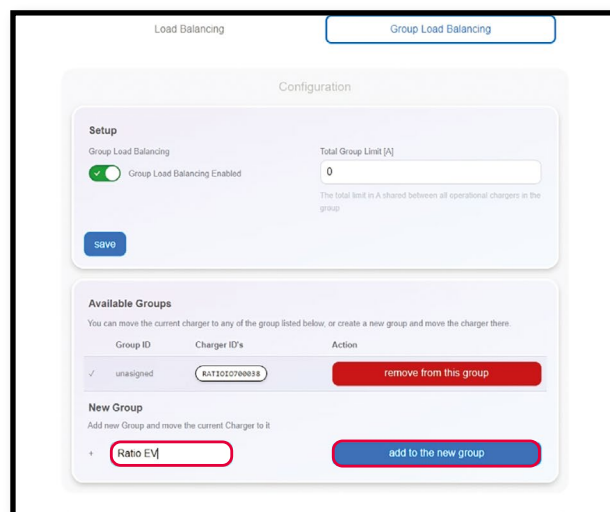 Load Balancing
Group Load Balancing
Configuration
Setup
Group Load Balancing
Group Load Balancing Enabled
Total Group Limit [A]
0
The total limit in A shared between all operational chargers in the
group
save
Available Groups
You can move the current charger to any of the group listed below, or create a new group and move the charger there.
Group ID Charger ID's Action
✓ unassigned RATIOIO700038 remove from this group
New Group
Add new Group and move the current Charger to it
+ Ratio EV add to the new group